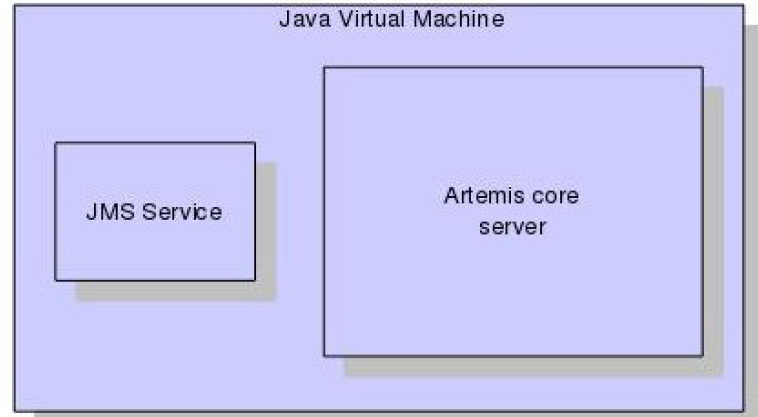 Java Virtual Machine
JMS Service
Artemis core
server